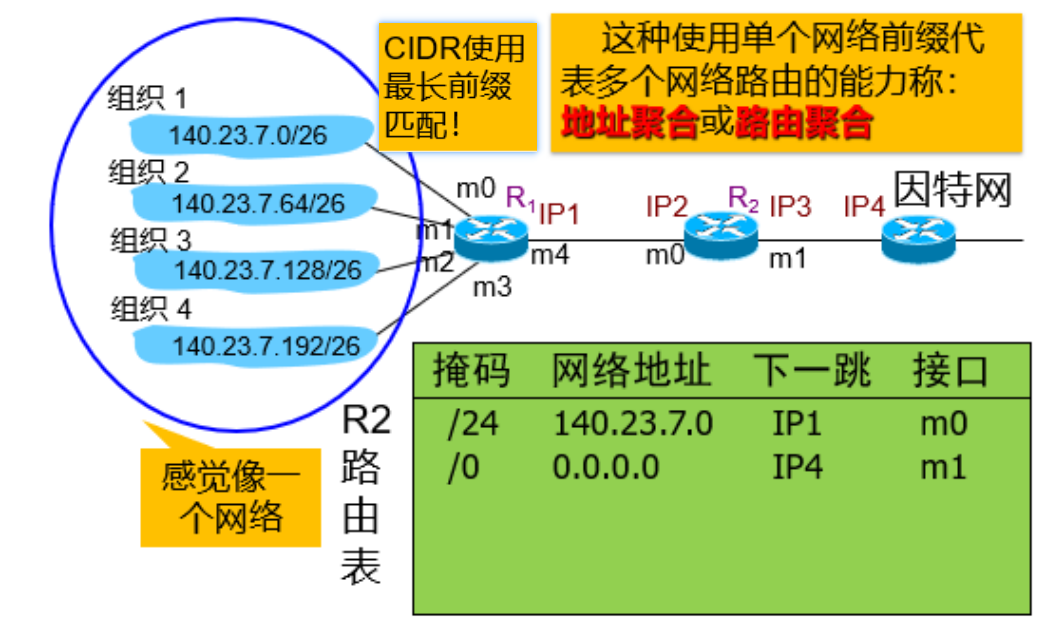 CIDR使用
最长前缀
匹配！
这种使用单个网络前缀代
表多个网络路由的能力称：
地址聚合或路由聚合
组织 1
140.23.7.0/26
组织 2
140.23.7.64/26
组织 3
140.23.7.128/26
组织 4
140.23.7.192/26
m0
R1
IP1
m1
m2
m3
m4
IP2
R2
IP3
m0
m1
IP4
因特网
感觉像一
个网络
R2
路
由
表
掩码 网络地址 下一跳 接口
/24 140.23.7.0 IP1 m0
/0 0.0.0.0 IP4 m1